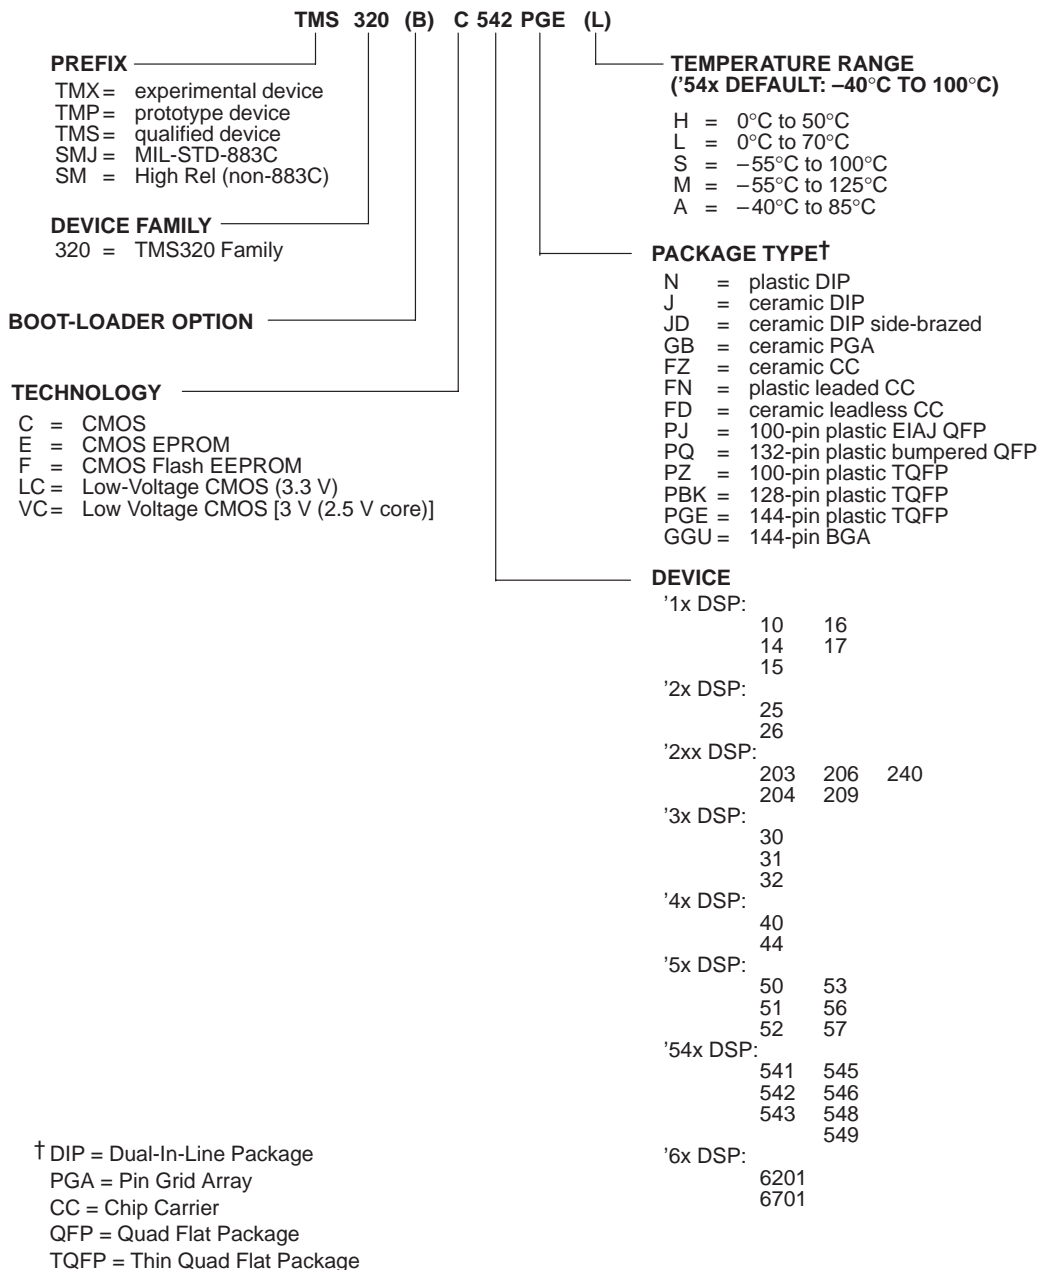 TMS 320 (B) C 542 PGE (L)
PREFIX
TMX = experimental device
TMP = prototype device
TMS = qualified device
SMJ = MIL-STD-883C
SM = High Rel (non-883C)
DEVICE FAMILY
320 = TMS320 Family
BOOT-LOADER OPTION
TECHNOLOGY
C = CMOS
E = CMOS EPROM
F = CMOS Flash EEPROM
LC = Low-Voltage CMOS (3.3 V)
VC = Low Voltage CMOS [3 V (2.5 V core)]
TEMPERATURE RANGE
('54x DEFAULT: –40°C TO 100°C)
H = 0°C to 50°C
L = 0°C to 70°C
S = –55°C to 100°C
M = –55°C to 125°C
A = –40°C to 85°C
PACKAGE TYPE†
N = plastic DIP
J = ceramic DIP
JD = ceramic DIP side-brazed
GB = ceramic PGA
FZ = ceramic CC
FN = plastic leaded CC
FD = ceramic leadless CC
PJ = 100-pin plastic EIAJ QFP
PQ = 132-pin plastic bumpered QFP
PZ = 100-pin plastic TQFP
PBK = 128-pin plastic TQFP
PGE = 144-pin plastic TQFP
GGU = 144-pin BGA
DEVICE
'1x DSP:
10 16
14 17
15
'2x DSP:
25
26
'2xx DSP:
203 206 240
204 209
'3x DSP:
30
31
32
'4x DSP:
40
44
'5x DSP:
50 53
51 56
52 57
'54x DSP:
541 545
542 546
543 548
549
'6x DSP:
6201
6701
† DIP = Dual-In-Line Package
PGA = Pin Grid Array
CC = Chip Carrier
QFP = Quad Flat Package
TQFP = Thin Quad Flat Package